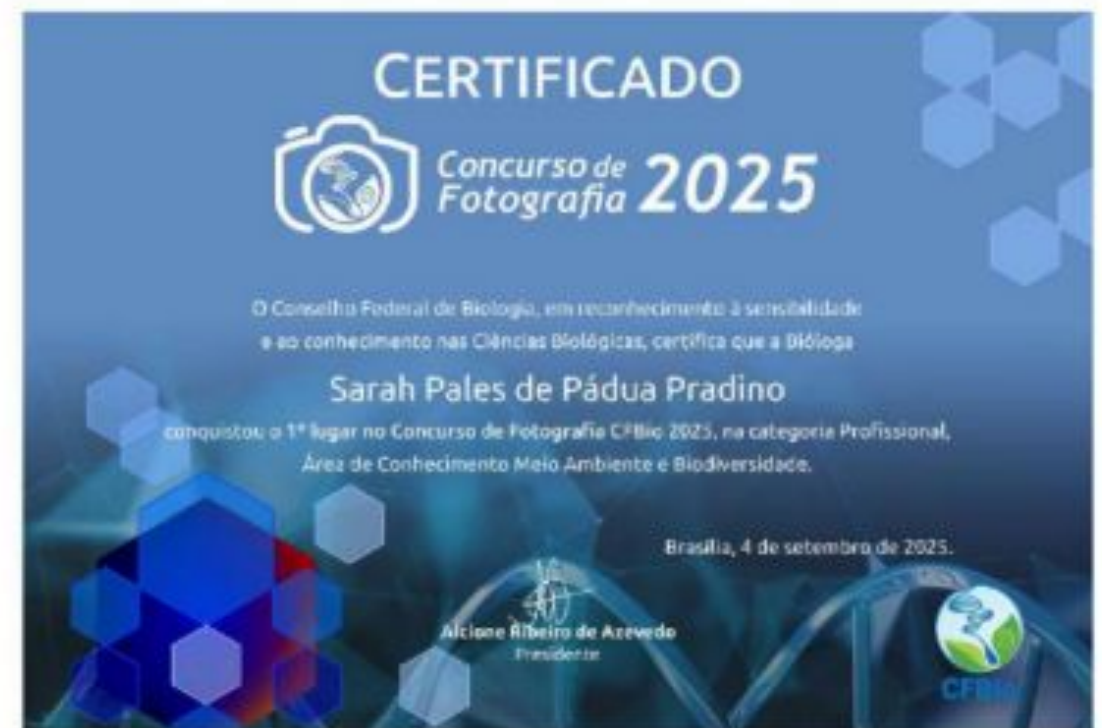 CERTIFICADO
Concurso de
Fotografia 2025
O Conselho Federal de Biologia, em reconhecimento à sensibilidade
e ao conhecimento nas Ciências Biológicas, certifica que a Bióloga
Sarah Pales de Pádua Pradino
conquistou o 1º lugar no Concurso de Fotografia CFBio 2025, na categoria Profissional,
Área de Conhecimento Meio Ambiente e Biodiversidade.
Brasília, 4 de setembro de 2025.
Alcione Ribeiro de Azevedo
Presidente
CFBio